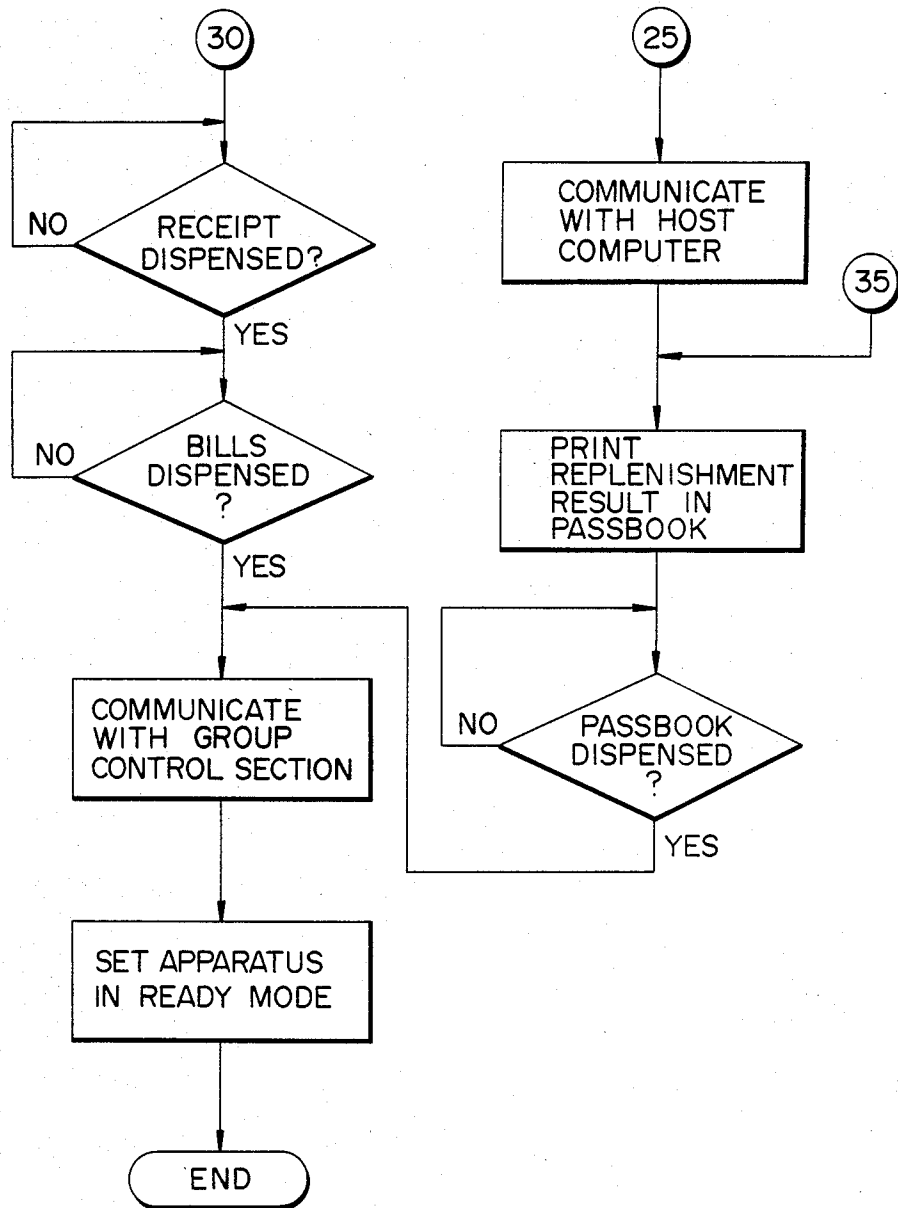 30
NO
RECEIPT
DISPENSED?
YES
NO
BILLS
DISPENSED
?
YES
COMMUNICATE
WITH GROUP
CONTROL SECTION
SET APPARATUS
IN READY MODE
END
25
COMMUNICATE
WITH HOST
COMPUTER
35
PRINT
REPLENISHMENT
RESULT IN
PASSBOOK
NO
PASSBOOK
DISPENSED
?
YES